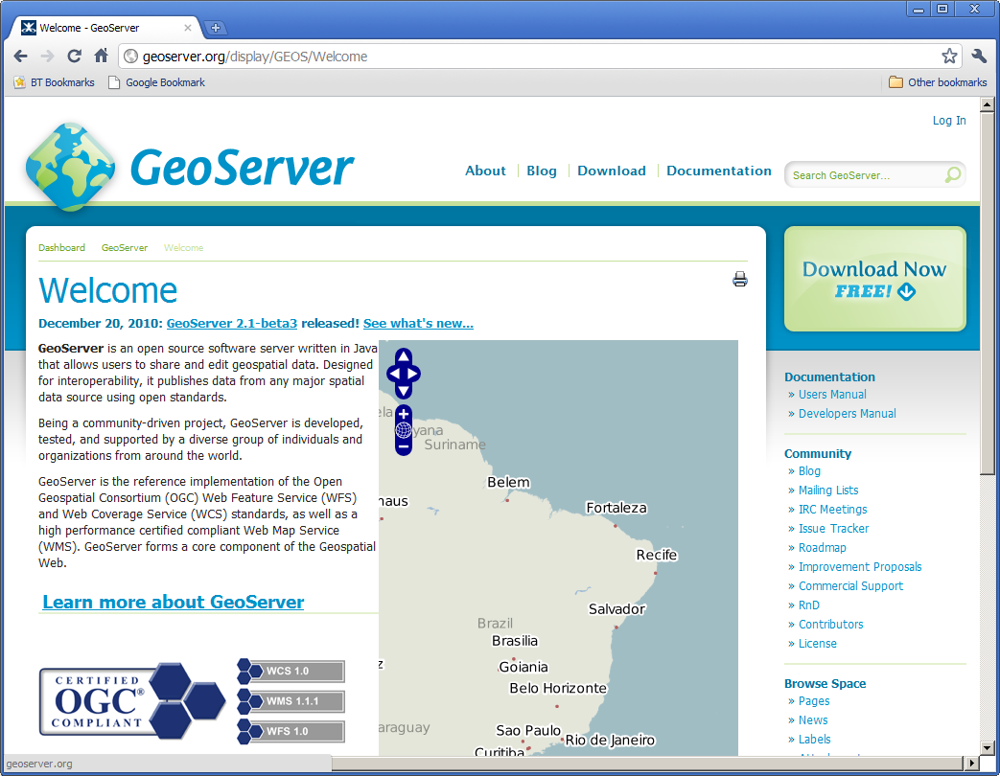 Welcome - GeoServer
geoserver.org/display/GEOS/Welcome
BT Bookmarks
Google Bookmark
Other bookmarks
Log In
GeoServer
About
Blog
Download
Documentation
Search GeoServer...
Dashboard
GeoServer
Welcome
Welcome
December 20, 2010: GeoServer 2.1-beta3 released! See what's new...
GeoServer is an open source software server written in Java
that allows users to share and edit geospatial data. Designed
for interoperability, it publishes data from any major spatial
data source using open standards.
Being a community-driven project, GeoServer is developed,
tested, and supported by a diverse group of individuals and
organizations from around the world.
GeoServer is the reference implementation of the Open
Geospatial Consortium (OGC) Web Feature Service (WFS)
and Web Coverage Service (WCS) standards, as well as a
high performance certified compliant Web Map Service
(WMS). GeoServer forms a core component of the Geospatial
Web.
Learn more about GeoServer
CERTIFIED
OGC®
COMPLIANT
WCS 1.0
WMS 1.1.1
WFS 1.0
ela
yana
Suriname
Belem
naus
Fortaleza
Recife
Salvador
Brazil
Brasilia
z
Goiania
Belo Horizonte
araguay
Sao Paulo
Rio de Janeiro
Curitiba
Download Now
FREE!
Documentation
» Users Manual
» Developers Manual
Community
» Blog
» Mailing Lists
» IRC Meetings
» Issue Tracker
» Roadmap
» Improvement Proposals
» Commercial Support
» RnD
» Contributors
» License
Browse Space
» Pages
» News
» Labels
geoserver.org